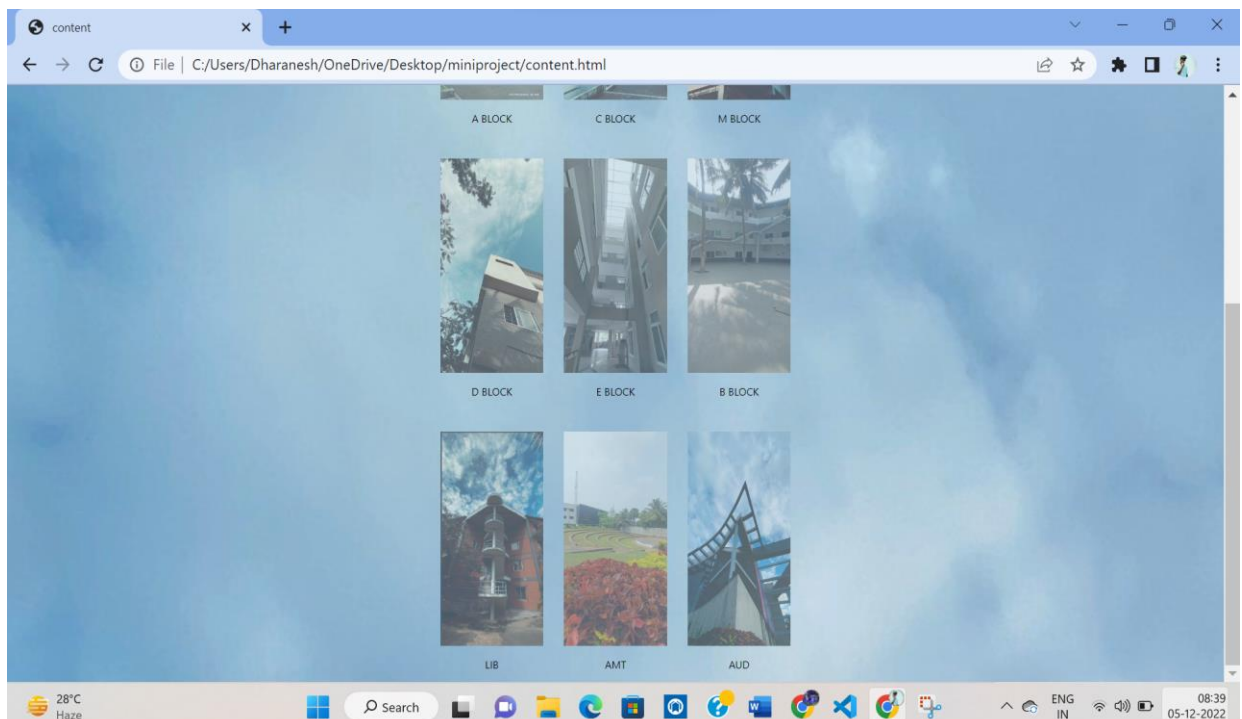 content
File | C:/Users/Dharanesh/OneDrive/Desktop/miniproject/content.html
A BLOCK C BLOCK M BLOCK
D BLOCK E BLOCK B BLOCK
LIB AMT AUD
28°C
Haze
Search
ENG
IN
08:39
05-12-2022